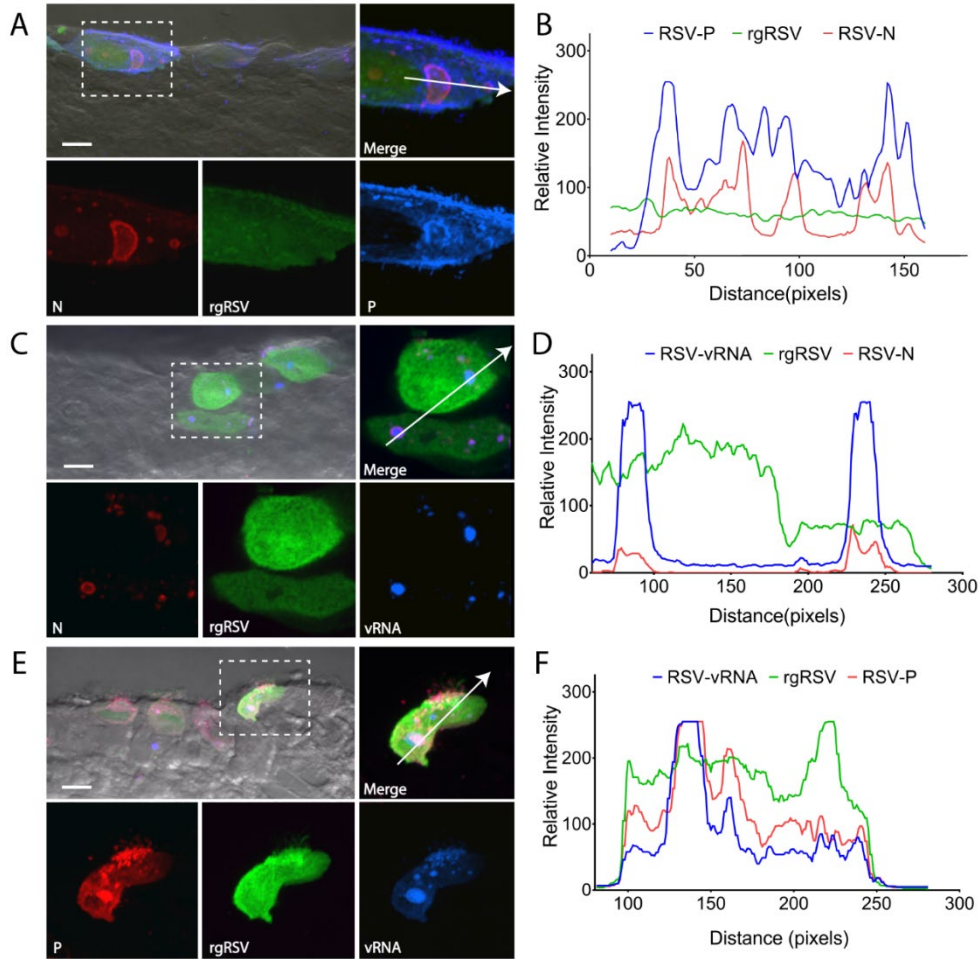 A
Merge
N
rgRSV
P
B
RSV-P rgRSV RSV-N
300
200
100
0
0 50 100 150
Relative Intensity
Distance(pixels)
C
Merge
N
rgRSV
vRNA
D
RSV-vRNA rgRSV RSV-N
300
200
100
0
100 150 200 250 300
Relative Intensity
Distance(pixels)
E
Merge
P
rgRSV
vRNA
F
RSV-vRNA rgRSV RSV-P
300
200
100
0
100 150 200 250 300
Relative Intensity
Distance (pixels)